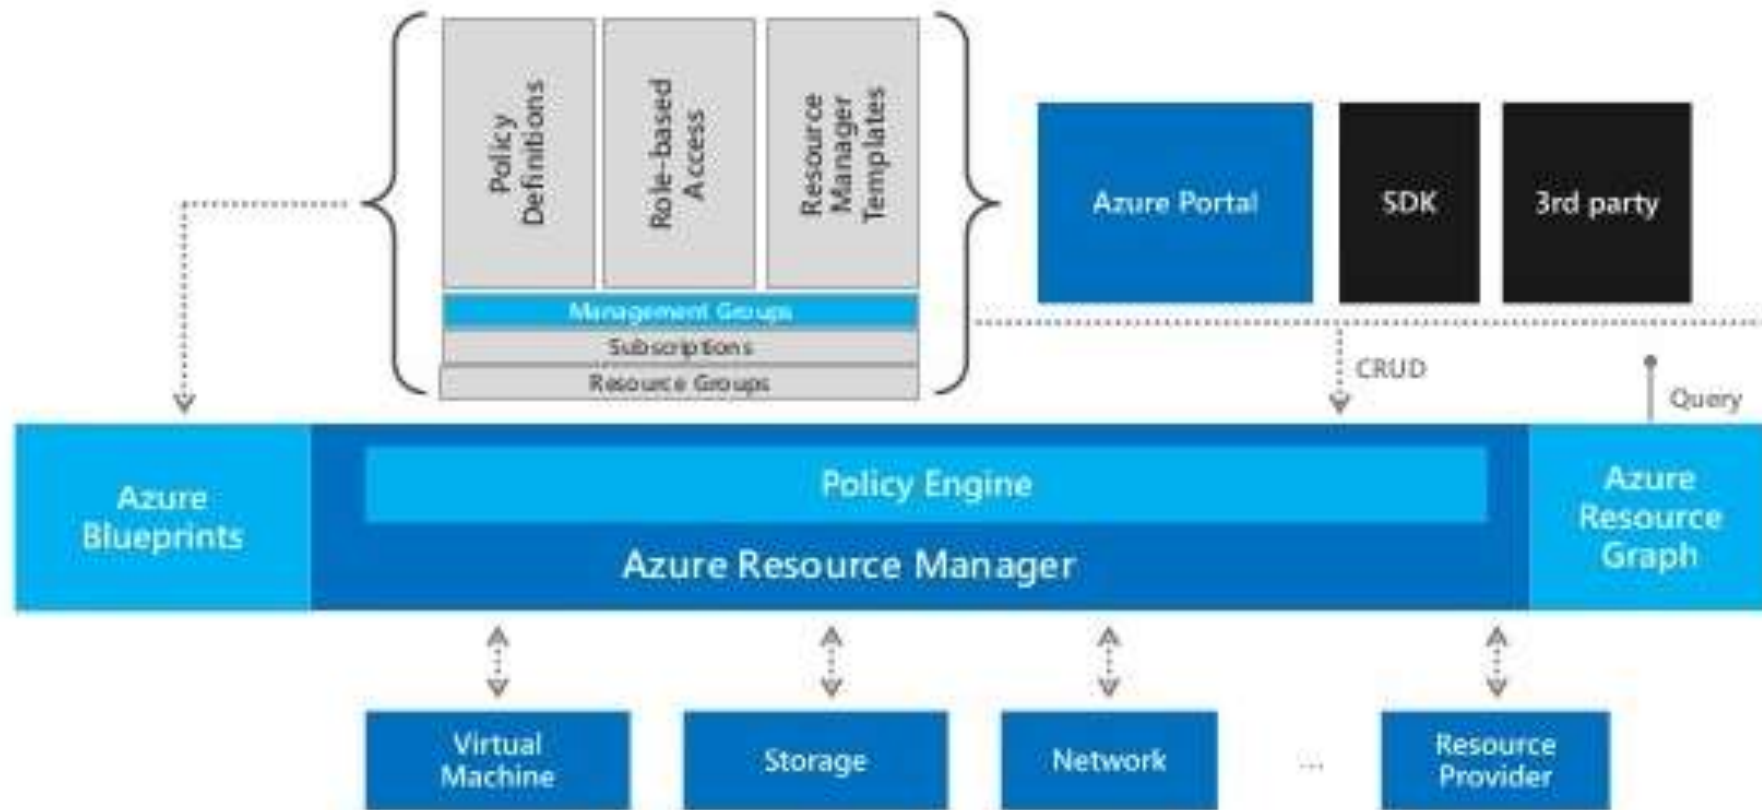 Policy
Definitions
Role-based
Access
Resource
Manager
Templates
Management Groups
Subscriptions
Resource Groups
Azure Portal
SDK
3rd party
CRUD
Query
Azure
Blueprints
Policy Engine
Azure Resource Manager
Azure
Resource
Graph
Virtual
Machine
Storage
Network
...
Resource
Provider